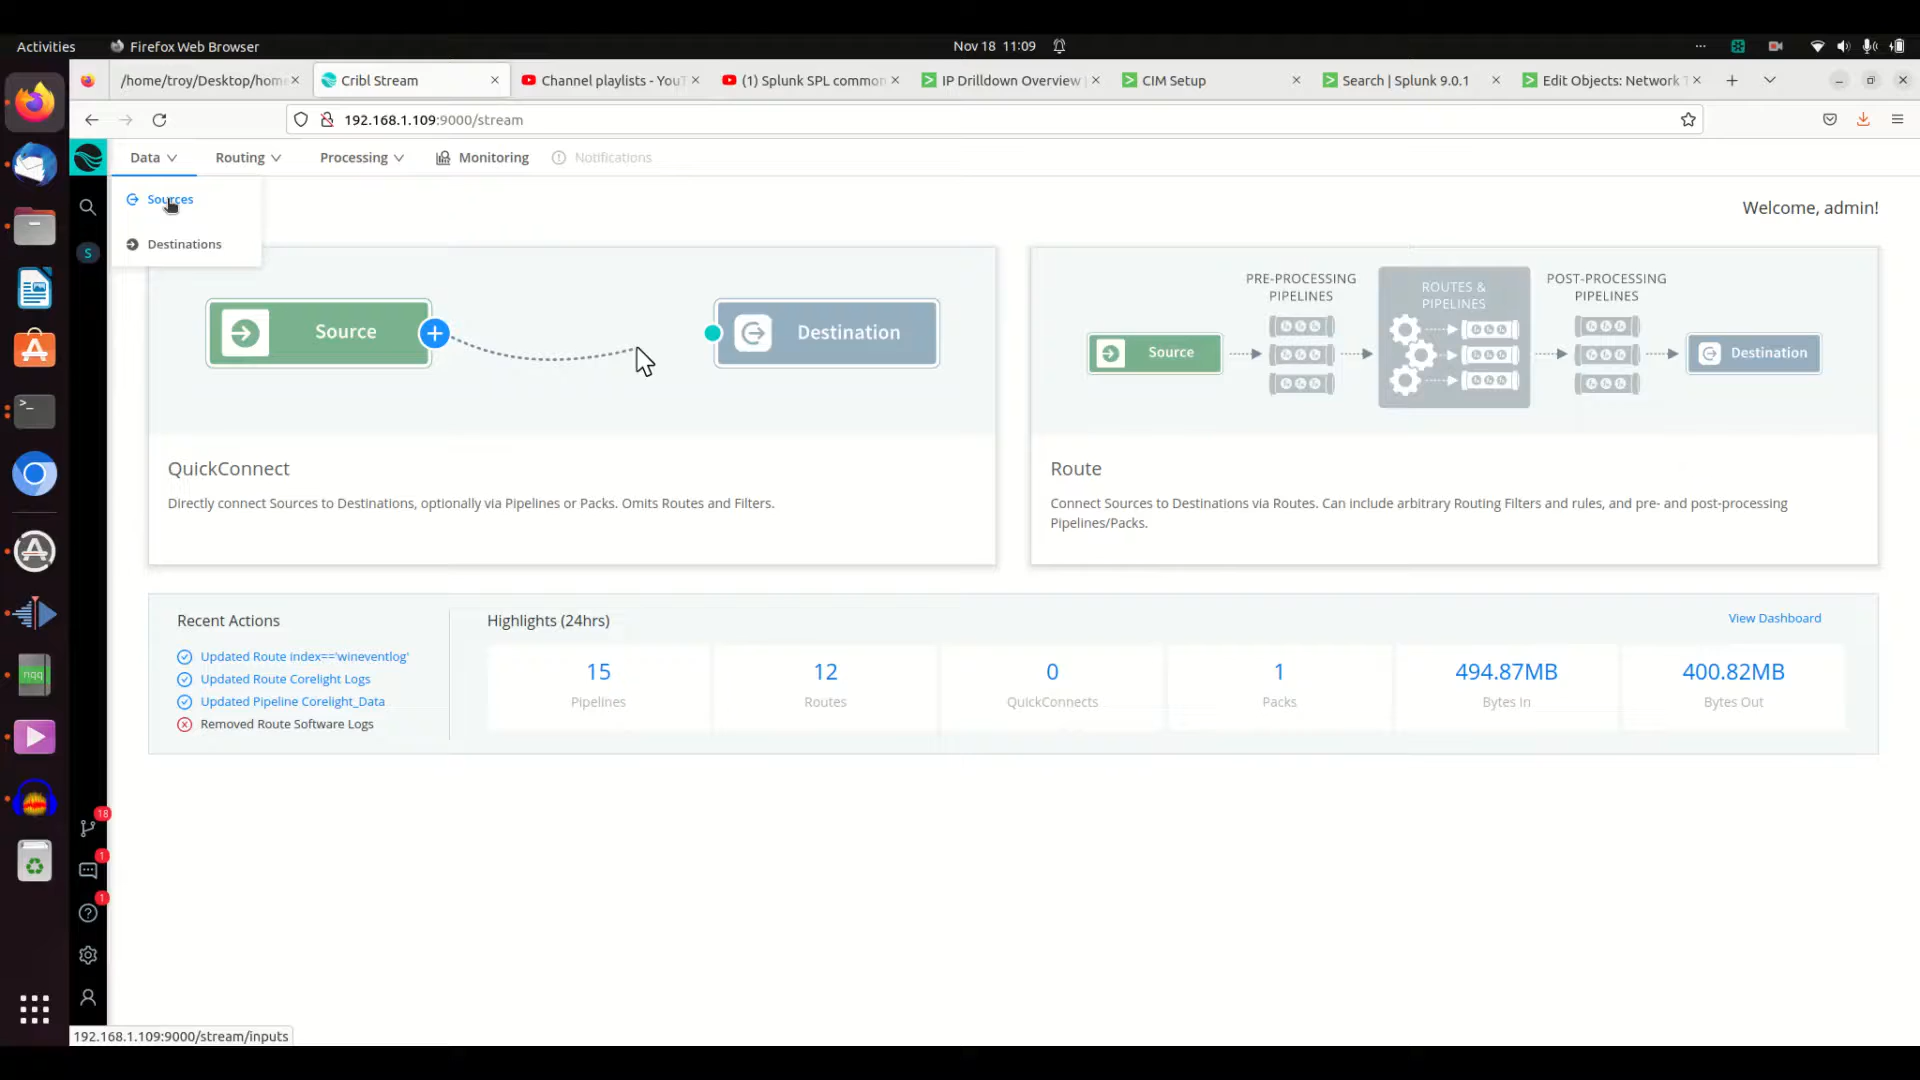 Activities
Firefox Web Browser
Nov 18 11:09
/home/troy/Desktop/home
Cribl Stream
Channel playlists - YouT
(1) Splunk SPL common
IP Drilldown Overview
CIM Setup
Search | Splunk 9.0.1
Edit Objects: Network T
192.168.1.109:9000/stream
Data
Routing
Processing
Monitoring
Notifications
Sources
Destinations
S
Welcome, admin!
Source
Destination
QuickConnect
Directly connect Sources to Destinations, optionally via Pipelines or Packs. Omits Routes and Filters.
PRE-PROCESSING
PIPELINES
ROUTES &
PIPELINES
POST-PROCESSING
PIPELINES
Source
Destination
Route
Connect Sources to Destinations via Routes. Can include arbitrary Routing Filters and rules, and pre- and post-processing
Pipelines/Packs.
Recent Actions
Updated Route index=='wineventlog'
Updated Route Corelight Logs
Updated Pipeline Corelight_Data
Removed Route Software Logs
Highlights (24hrs)
View Dashboard
15
Pipelines
12
Routes
0
QuickConnects
1
Packs
494.87MB
Bytes In
400.82MB
Bytes Out
nqq
18
1
1
192.168.1.109:9000/stream/inputs